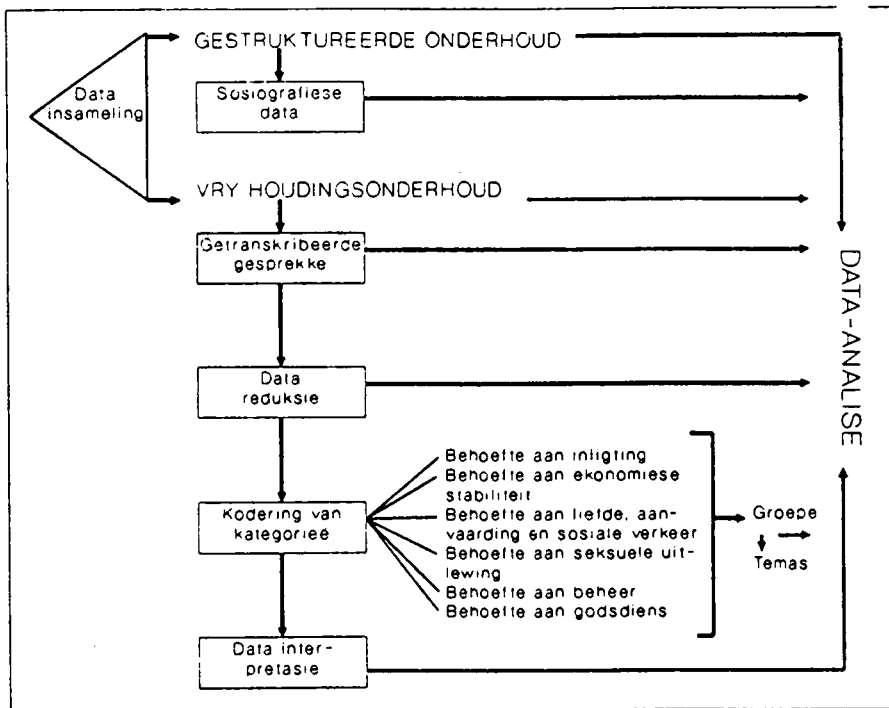 GESTRUKTUREERDE ONDERHOUD
Data
insameling
Sosiografiese
data
VRY HOUDINGSONDERHOUD
Getranskribeerde
gesprekke
Data
reduksie
Kodering van
kategorieë
Behoefte aan inligting
Behoefte aan ekonomiese
stabiliteit
Behoefte aan liefde, aan-
vaarding en sosiale verkeer
Behoefte aan seksuele uit-
lewing
Behoefte aan beheer
Behoefte aan godsdiens
Groepe
Temas
Data inter-
pretasie
DATA-ANALISE